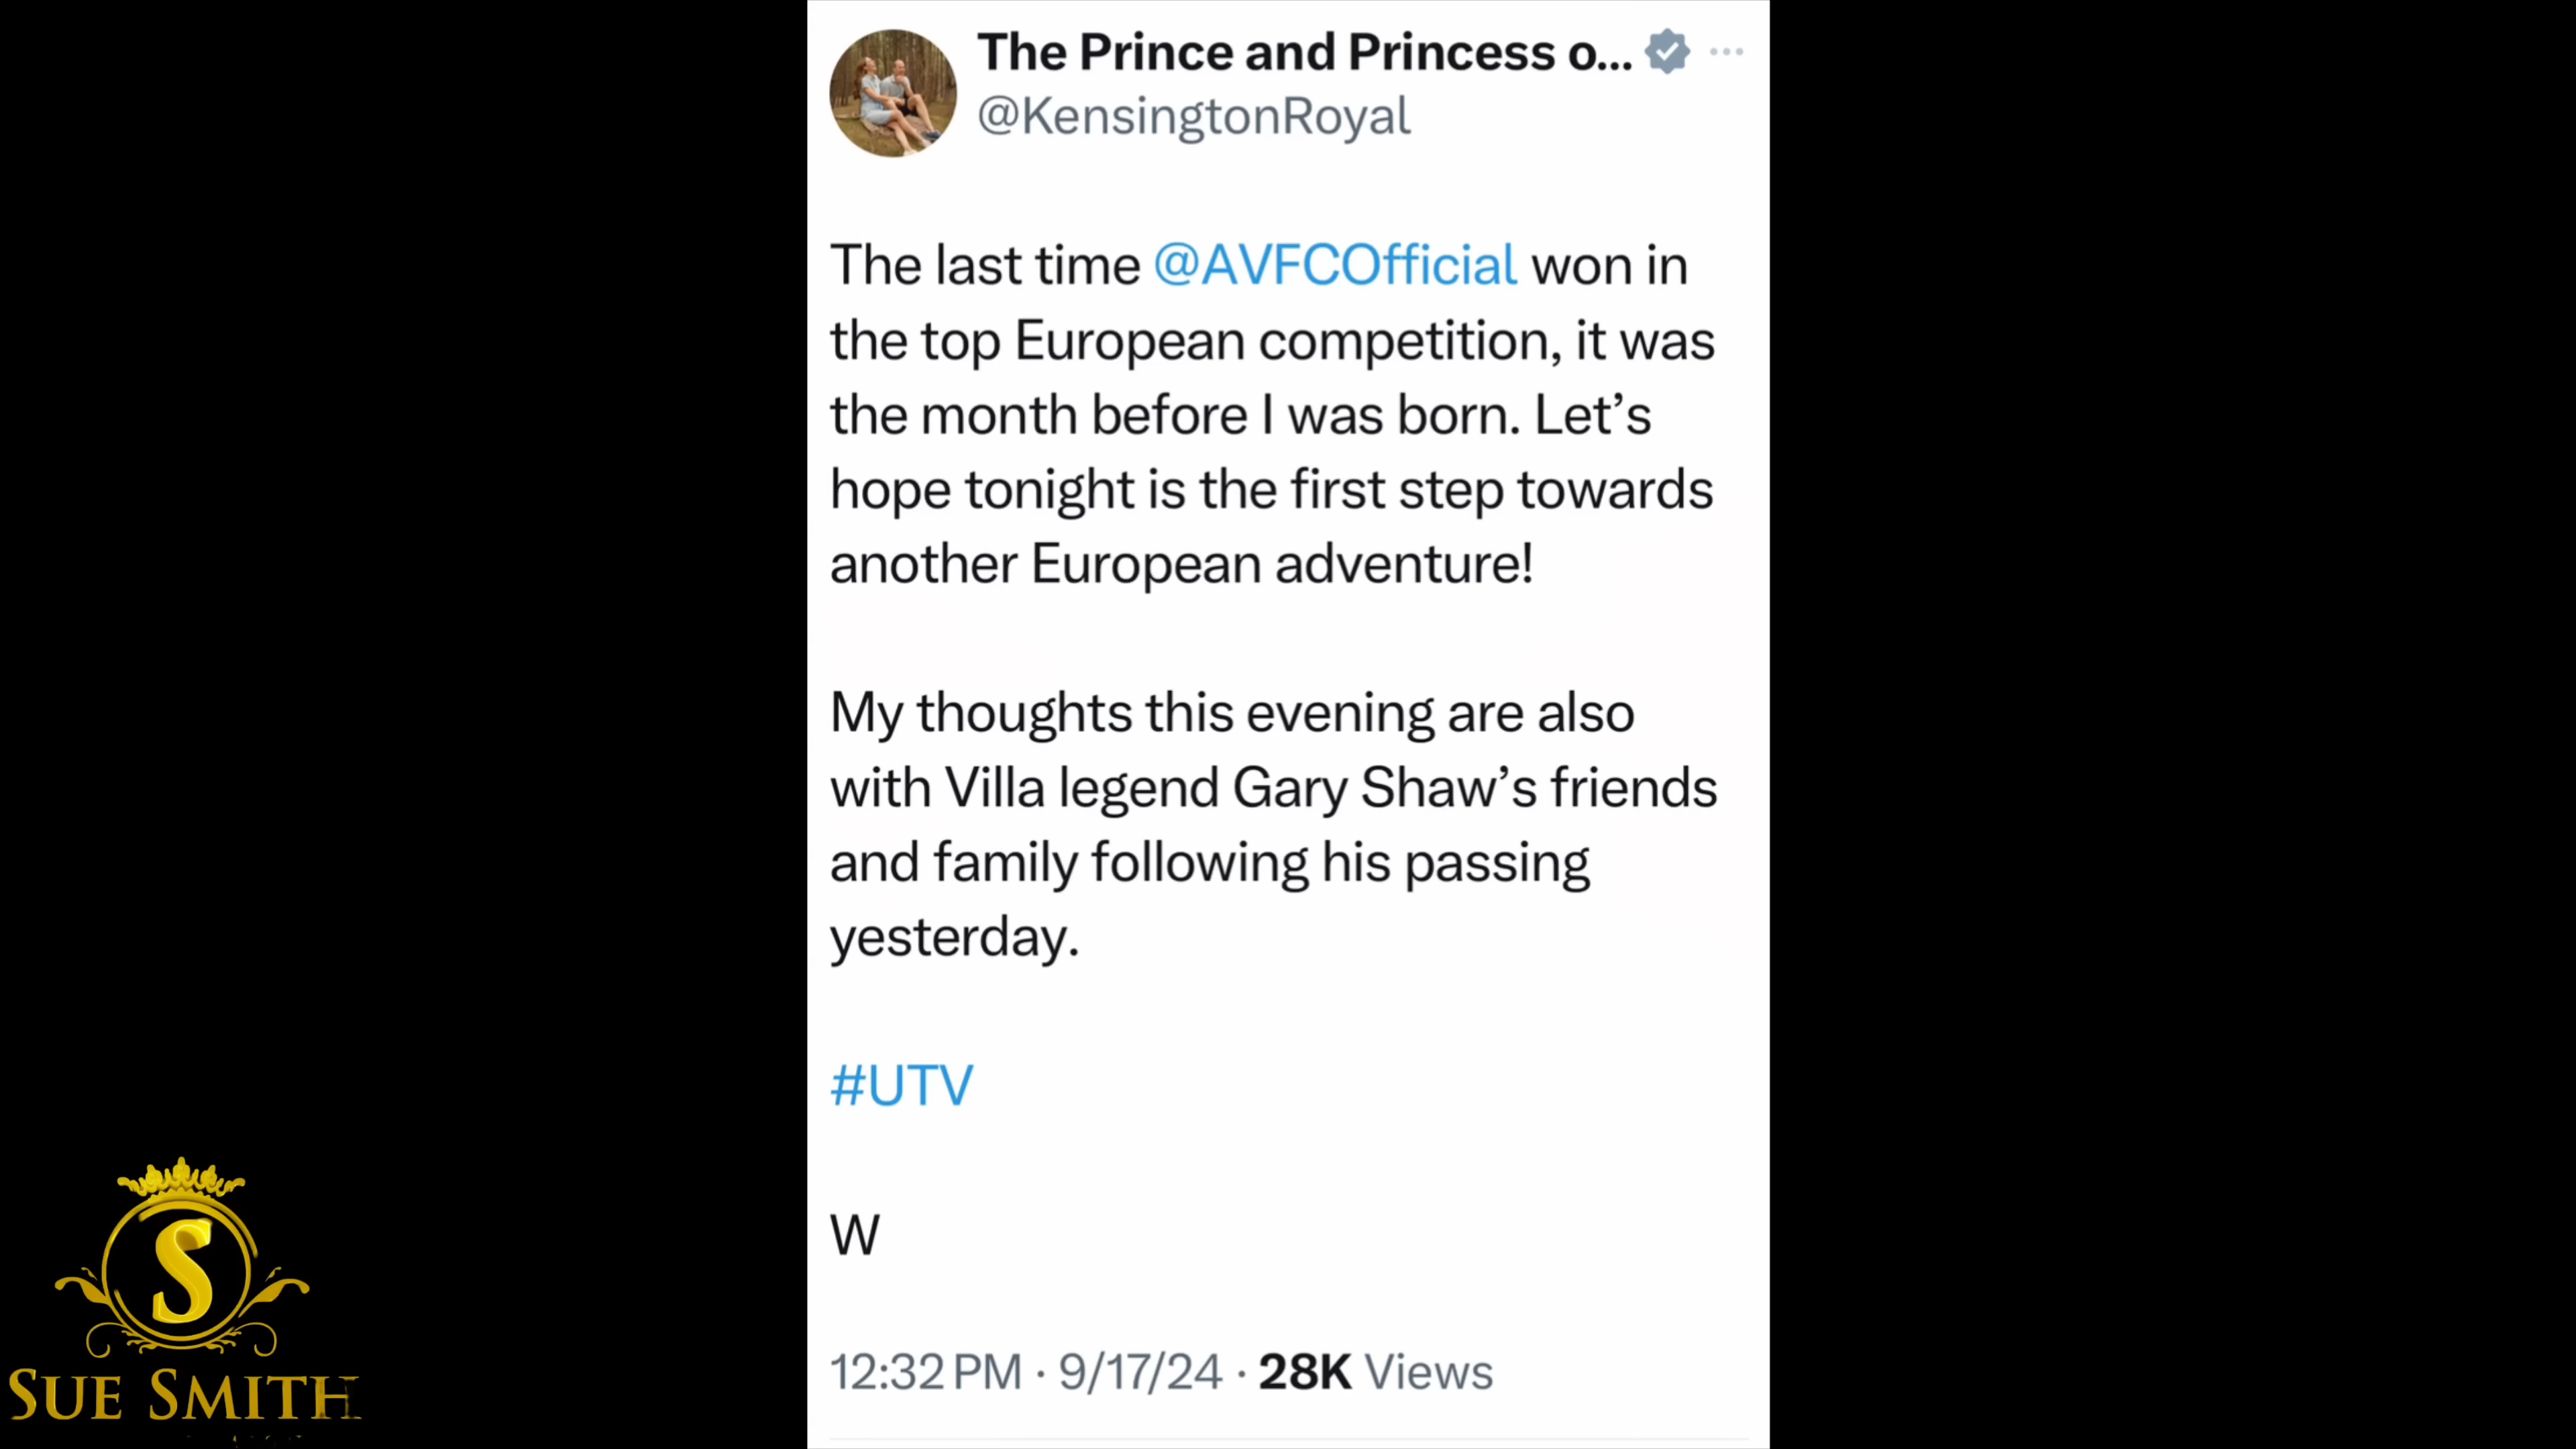 The Prince and Princess o...
@KensingtonRoyal
The last time @AVFCOfficial won in
the top European competition, it was
the month before I was born. Let’s
hope tonight is the first step towards
another European adventure!
My thoughts this evening are also
with Villa legend Gary Shaw’s friends
and family following his passing
yesterday.
#UTV
W
12:32 PM · 9/17/24 · 28K Views
S
SUE SMITH